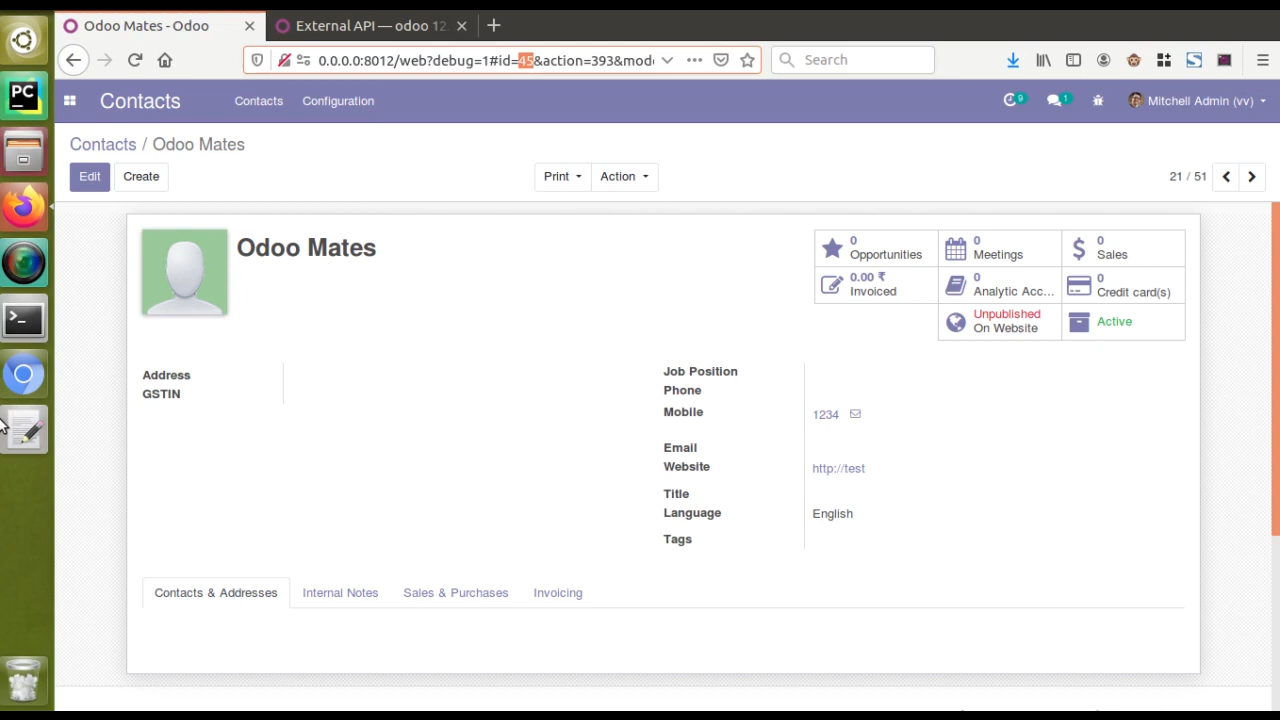 Odoo Mates - Odoo
External API — odoo 12.
0.0.0.0:8012/web?debug=1#id=45&action=393&mod
Search
PC
Contacts
Contacts
Configuration
9
1
Mitchell Admin (vv)
Contacts / Odoo Mates
Edit
Create
Print
Action
21 / 51
Odoo Mates
0
Opportunities
0
Meetings
0
Sales
0.00 ₹
Invoiced
0
Analytic Acc...
0
Credit card(s)
Unpublished
On Website
Active
Address
GSTIN
Job Position
Phone
Mobile 1234
Email
Website http://test
Title
Language English
Tags
Contacts & Addresses
Internal Notes
Sales & Purchases
Invoicing